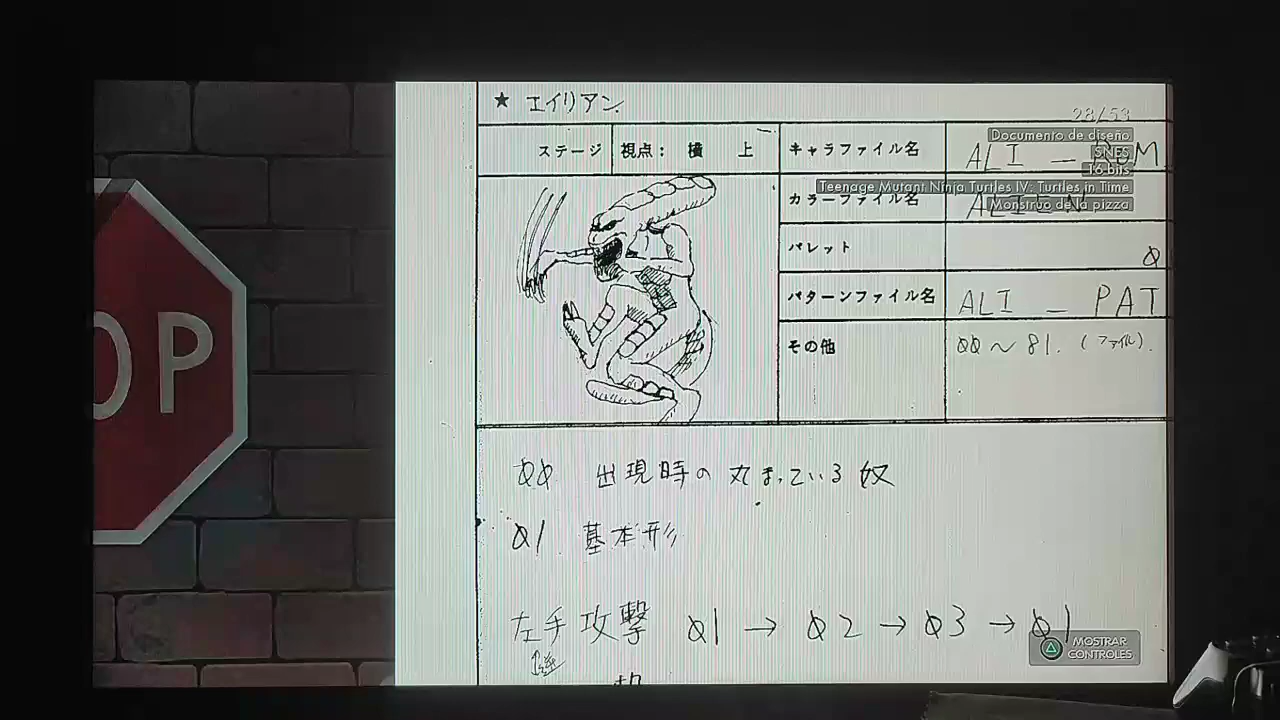 ★ エイリアン
28/53
Documento de diseño
SNES
16 bits
Teenage Mutant Ninja Turtles IV: Turtles in Time
Monstruo de la pizza
ステージ 視点： 横 上
キャラファイル名 ALI _ NUM
カラーファイル名 ALIEN
パレット 0
パターンファイル名 ALI _ PAT
その他 00〜81.（ファイル）.
OP
00 出現時の丸まっている奴
01 基本形
左手攻撃 01 → 02 → 03 → 01
MOSTRAR
CONTROLES